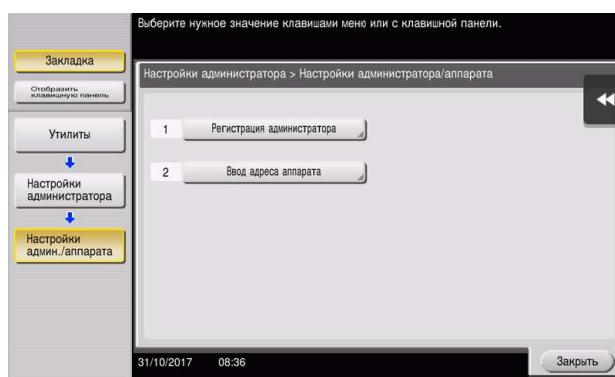 Выберите нужное значение клавишами меню или с клавишной панели.
Закладка
Отобразить
клавишную панель
Утилиты
Настройки
администратора
Настройки
админ./аппарата
Настройки администратора > Настройки администратора/аппарата
1 Регистрация администратора
2 Ввод адреса аппарата
31/10/2017 08:36
Закрыть